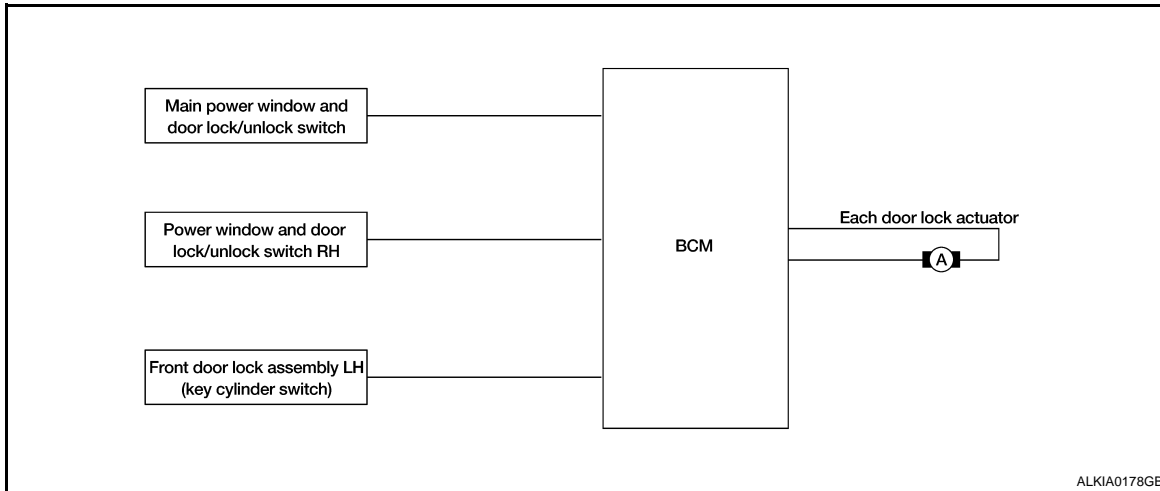 Main power window and
door lock/unlock switch
Power window and door
lock/unlock switch RH
Front door lock assembly LH
(key cylinder switch)
BCM
Each door lock actuator
A
ALKIA0178GB